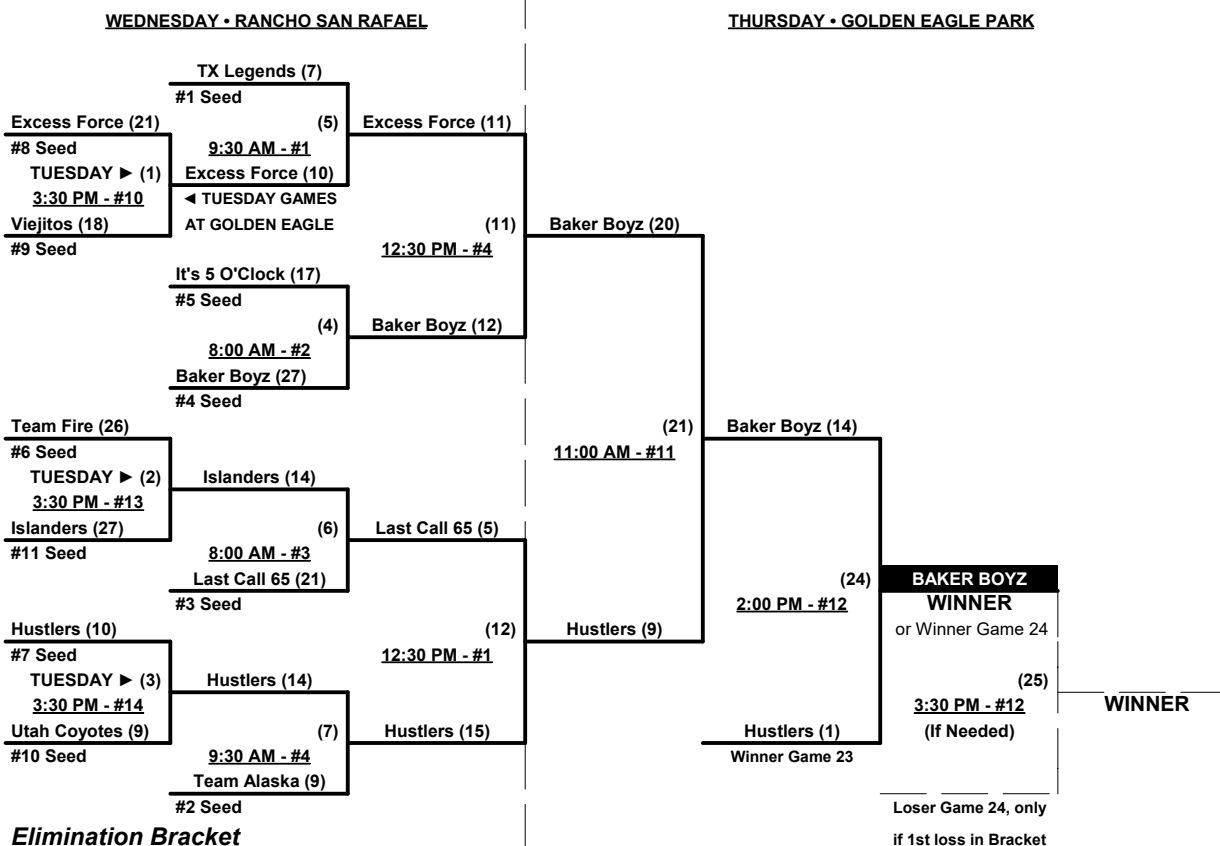 WEDNESDAY • RANCHO SAN RAFAEL
THURSDAY • GOLDEN EAGLE PARK
TX Legends (7)
#1 Seed
Excess Force (21)
(5)
Excess Force (11)
#8 Seed
9:30 AM - #1
TUESDAY ► (1)
Excess Force (10)
3:30 PM - #10
◄ TUESDAY GAMES
Viejitos (18)
AT GOLDEN EAGLE
(11)
Baker Boyz (20)
#9 Seed
12:30 PM - #4
It's 5 O'Clock (17)
#5 Seed
(4)
Baker Boyz (12)
8:00 AM - #2
Baker Boyz (27)
#4 Seed
Team Fire (26)
(21)
Baker Boyz (14)
#6 Seed
11:00 AM - #11
TUESDAY ► (2)
Islanders (14)
3:30 PM - #13
Islanders (27)
(6)
Last Call 65 (5)
#11 Seed
8:00 AM - #3
Last Call 65 (21)
(24)
BAKER BOYZ
#3 Seed
2:00 PM - #12
WINNER
Hustlers (10)
(12)
Hustlers (9)
or Winner Game 24
#7 Seed
12:30 PM - #1
TUESDAY ► (3)
Hustlers (14)
(25)
3:30 PM - #14
3:30 PM - #12
WINNER
Utah Coyotes (9)
(7)
Hustlers (15)
Hustlers (1)
(If Needed)
#10 Seed
9:30 AM - #4
Winner Game 23
Team Alaska (9)
#2 Seed
Loser Game 24, only
Elimination Bracket
if 1st loss in Bracket